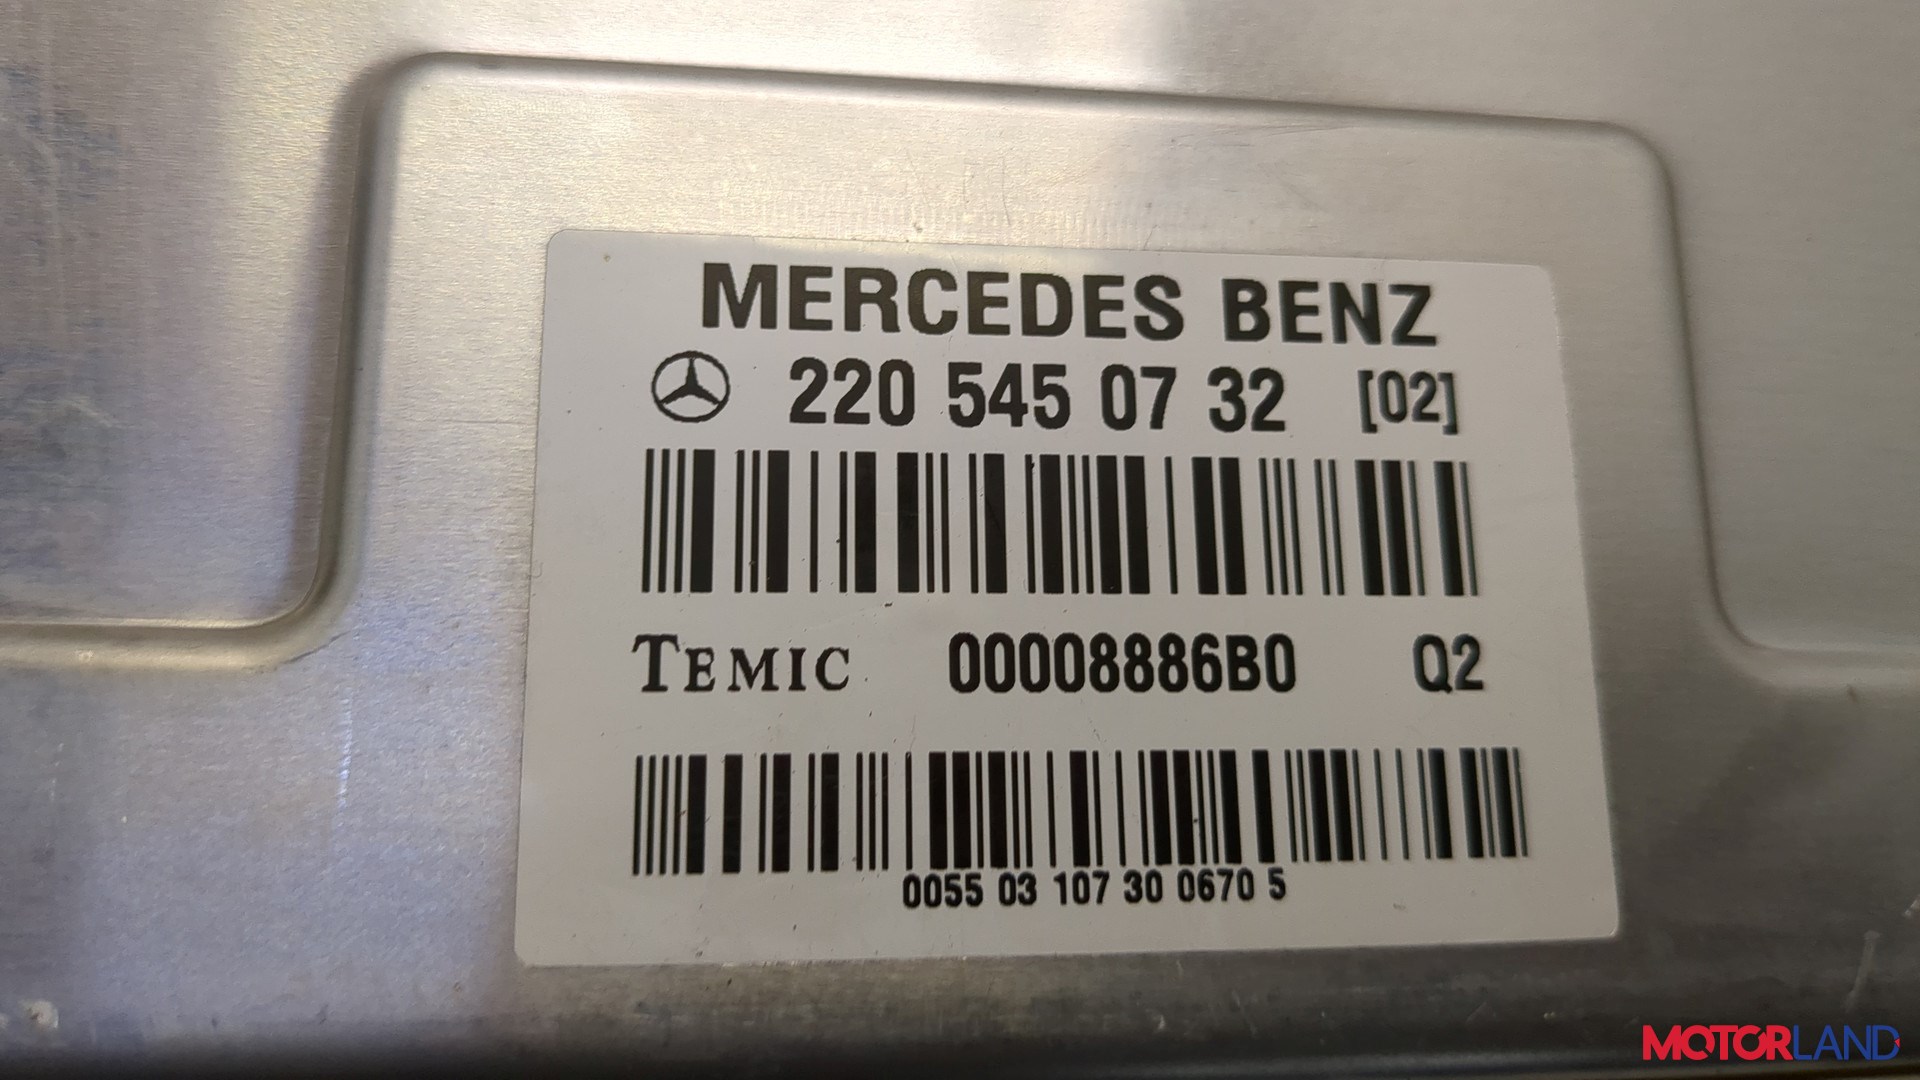 MERCEDES BENZ
220 545 07 32 [02]
TEMIC 00008886B0 Q2
0055 03 107 30 0670 5
MOTORLAND